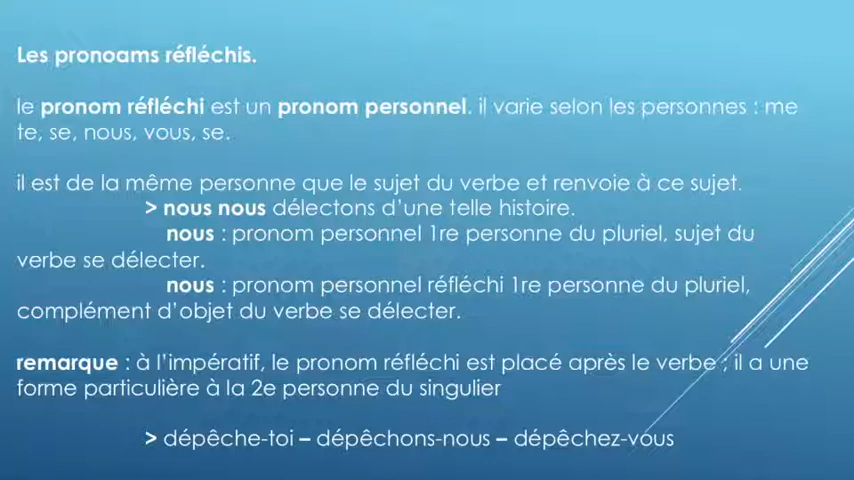 Les pronoams réfléchis.
le pronom réfléchi est un pronom personnel. il varie selon les personnes : me
te, se, nous, vous, se.
il est de la même personne que le sujet du verbe et renvoie à ce sujet.
> nous nous délectons d'une telle histoire.
nous : pronom personnel 1re personne du pluriel, sujet du
verbe se délecter.
nous : pronom personnel réfléchi 1re personne du pluriel,
complément d'objet du verbe se délecter.
remarque : à l'impératif, le pronom réfléchi est placé après le verbe ; il a une
forme particulière à la 2e personne du singulier
> dépêche-toi – dépêchons-nous – dépêchez-vous